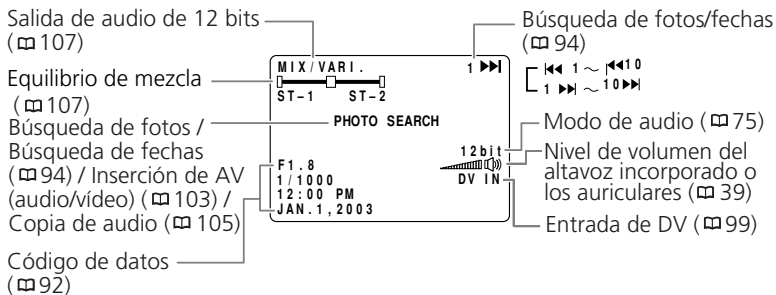 Salida de audio de 12 bits
(107)
Equilibrio de mezcla
(107)
Búsqueda de fotos /
Búsqueda de
fechas
(94) / Inserción de AV
(audio/vídeo) (103) /
Copia de audio (105)
Código de datos
(92)
MIX/VARI.
1
ST–1 ST–2
PHOTO SEARCH
12bit
F1.8
1/1000
DV IN
12:00 PM
JAN.1,2003
Búsqueda de fotos/fechas
(94)
1 ~ 10
1 ~ 10
Modo de audio (75)
Nivel de volumen del
altavoz incorporado o
los auriculares (39)
Entrada de DV (99)